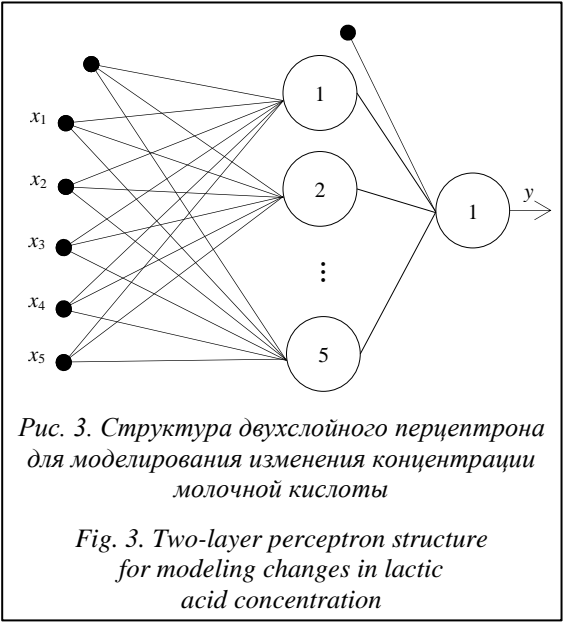 x1
x2
x3
x4
x5
1
2
⋮
5
1
y
Рис. 3. Структура двухслойного перцептрона
для моделирования изменения концентрации
молочной кислоты
Fig. 3. Two-layer perceptron structure
for modeling changes in lactic
acid concentration